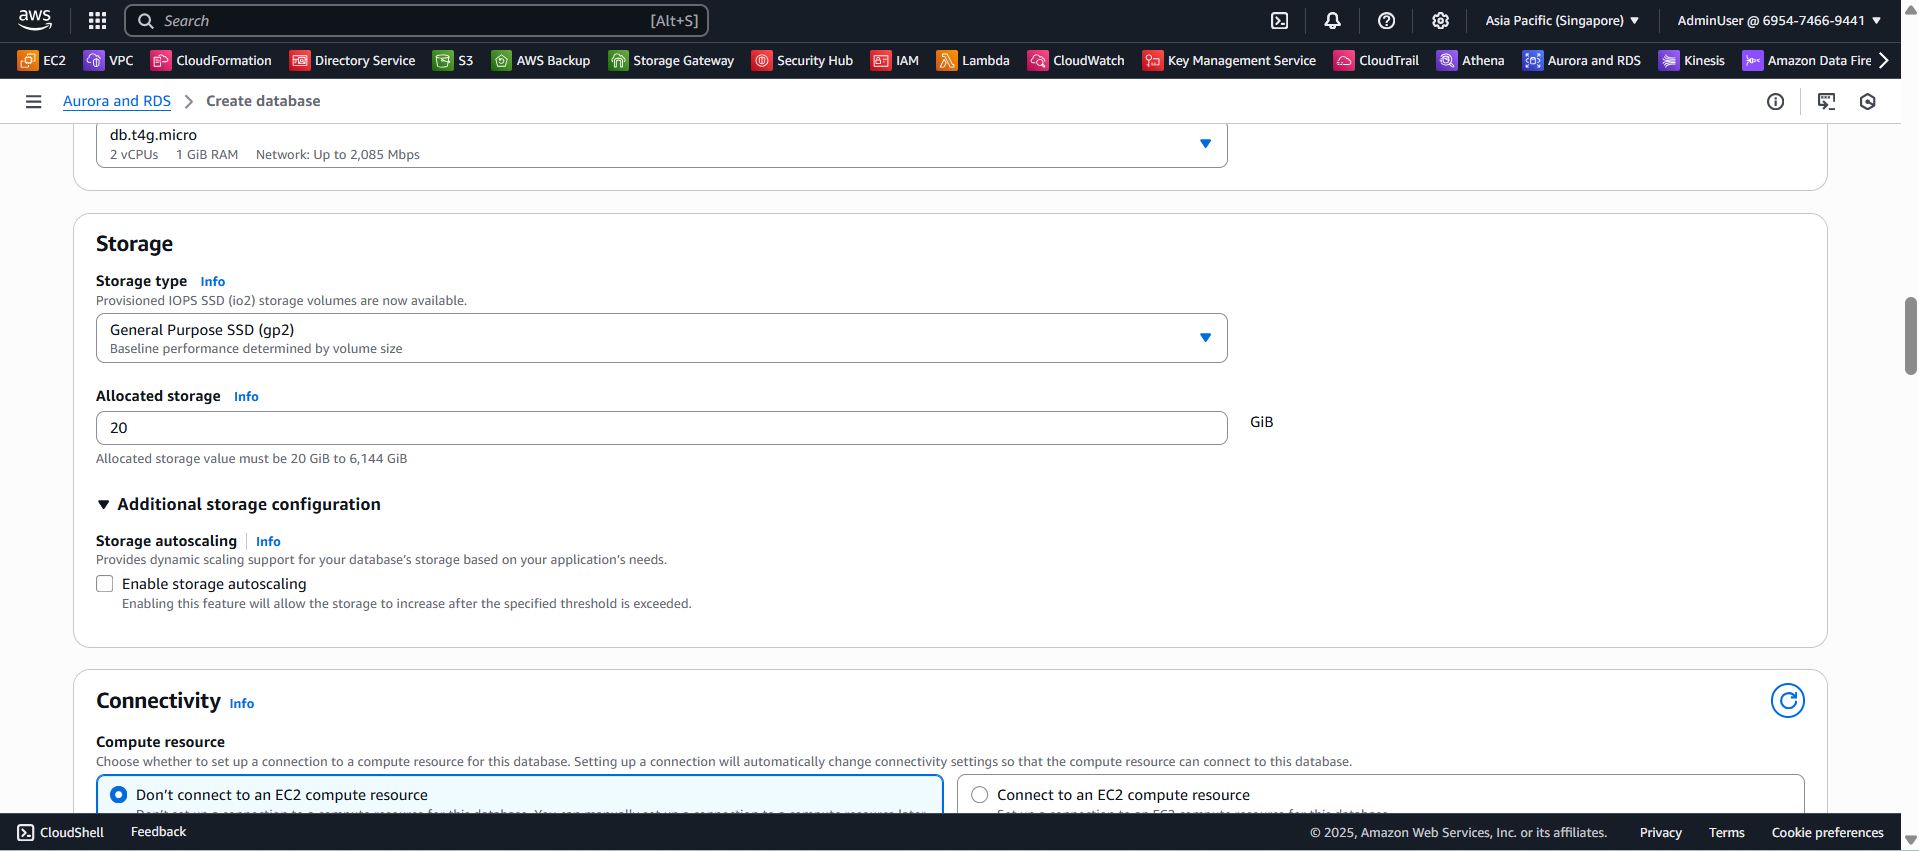 aws
Search [Alt+S] Asia Pacific (Singapore) AdminUser @ 6954-7466-9441
EC2 VPC CloudFormation Directory Service S3 AWS Backup Storage Gateway Security Hub IAM Lambda CloudWatch Key Management Service CloudTrail Athena Aurora and RDS Kinesis Amazon Data Fire
Aurora and RDS Create database
db.t4g.micro
2 vCPUs 1 GiB RAM Network: Up to 2,085 Mbps
Storage
Storage type Info
Provisioned IOPS SSD (io2) storage volumes are now available.
General Purpose SSD (gp2)
Baseline performance determined by volume size
Allocated storage Info
20 GiB
Allocated storage value must be 20 GiB to 6,144 GiB
Additional storage configuration
Storage autoscaling Info
Provides dynamic scaling support for your database's storage based on your application's needs.
Enable storage autoscaling
Enabling this feature will allow the storage to increase after the specified threshold is exceeded.
Connectivity Info
Compute resource
Choose whether to set up a connection to a compute resource for this database. Setting up a connection will automatically change connectivity settings so that the compute resource can connect to this database.
Don't connect to an EC2 compute resource Connect to an EC2 compute resource
CloudShell Feedback © 2025, Amazon Web Services, Inc. or its affiliates. Privacy Terms Cookie preferences